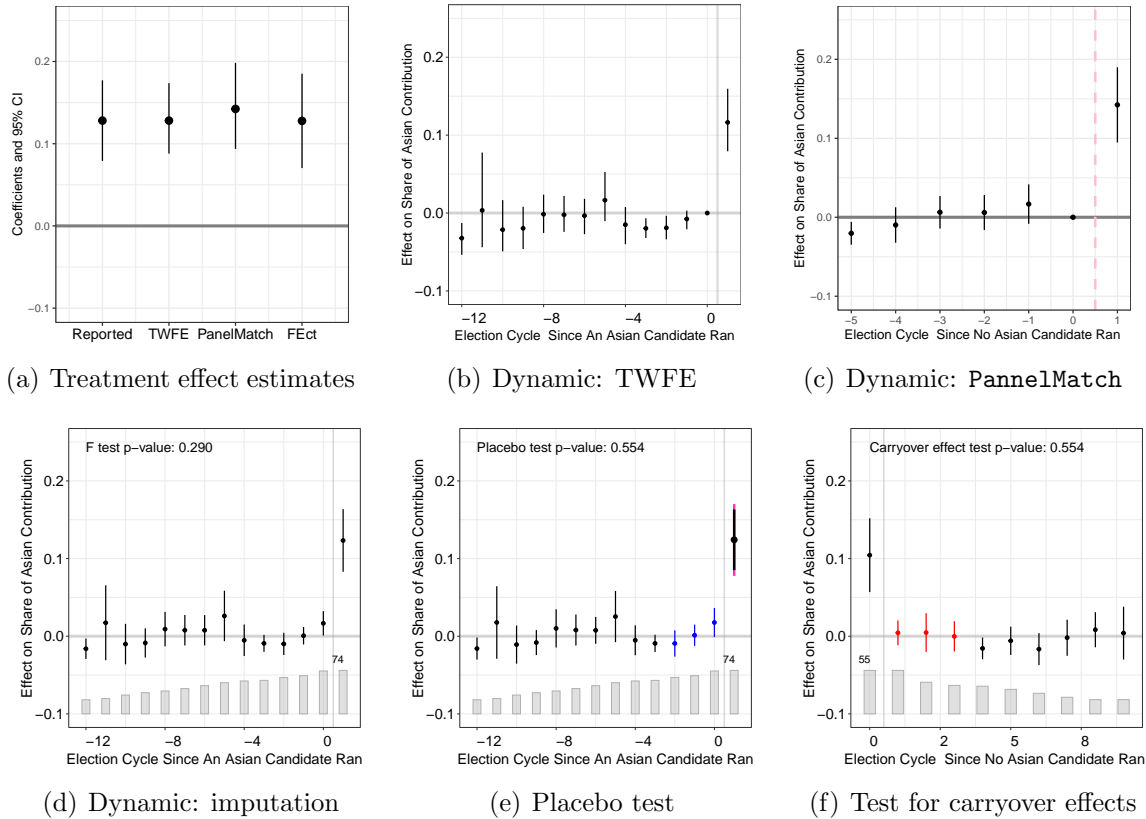 Coefficients and 95% CI
0.2
0.1
0.0
−0.1
Reported TWFE PanelMatch FEct
(a) Treatment effect estimates
Effect on Share of Asian Contribution
0.2
0.1
0.0
−0.1
−12 −8 −4 0
Election Cycle Since An Asian Candidate Ran
(b) Dynamic: TWFE
Effect on Share of Asian Contribution
0.2
0.1
0.0
−0.1
−5 −4 −3 −2 −1 0 1
Election Cycle Since No Asian Candidate Ran
(c) Dynamic: PannelMatch
Effect on Share of Asian Contribution
F test p−value: 0.290
0.2
0.1
0.0
74
−0.1
−12 −8 −4 0
Election Cycle Since An Asian Candidate Ran
(d) Dynamic: imputation
Effect on Share of Asian Contribution
Placebo test p−value: 0.554
0.2
0.1
0.0
74
−0.1
−12 −8 −4 0
Election Cycle Since An Asian Candidate Ran
(e) Placebo test
Effect on Share of Asian Contribution
Carryover effect test p−value: 0.554
0.2
0.1
0.0
55
−0.1
0 2 5 8
Election Cycle Since No Asian Candidate Ran
(f) Test for carryover effects